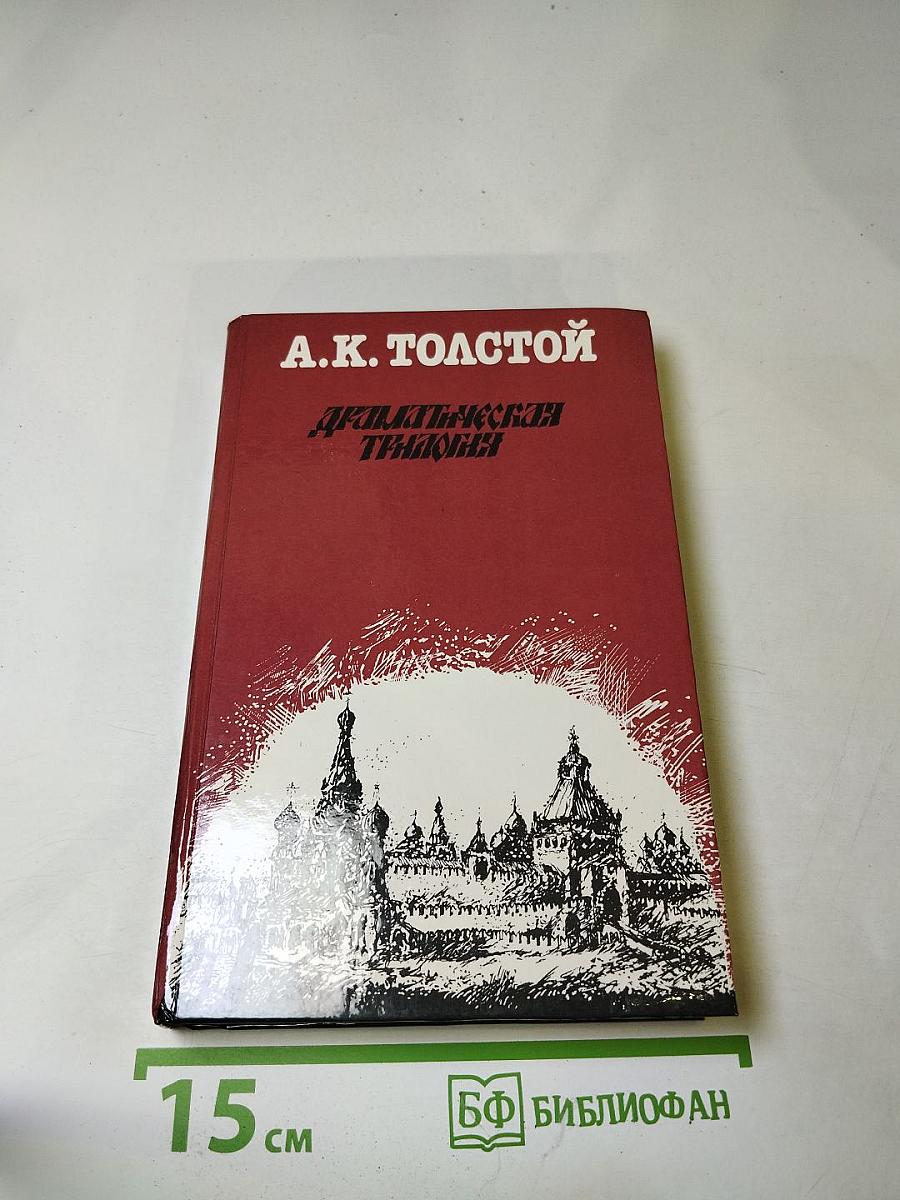 А.К. ТОЛСТОЙ
ДРАМАТИЧЕСКАЯ
ТРИЛОГИЯ
15 см
БФ БИБЛИОФАН